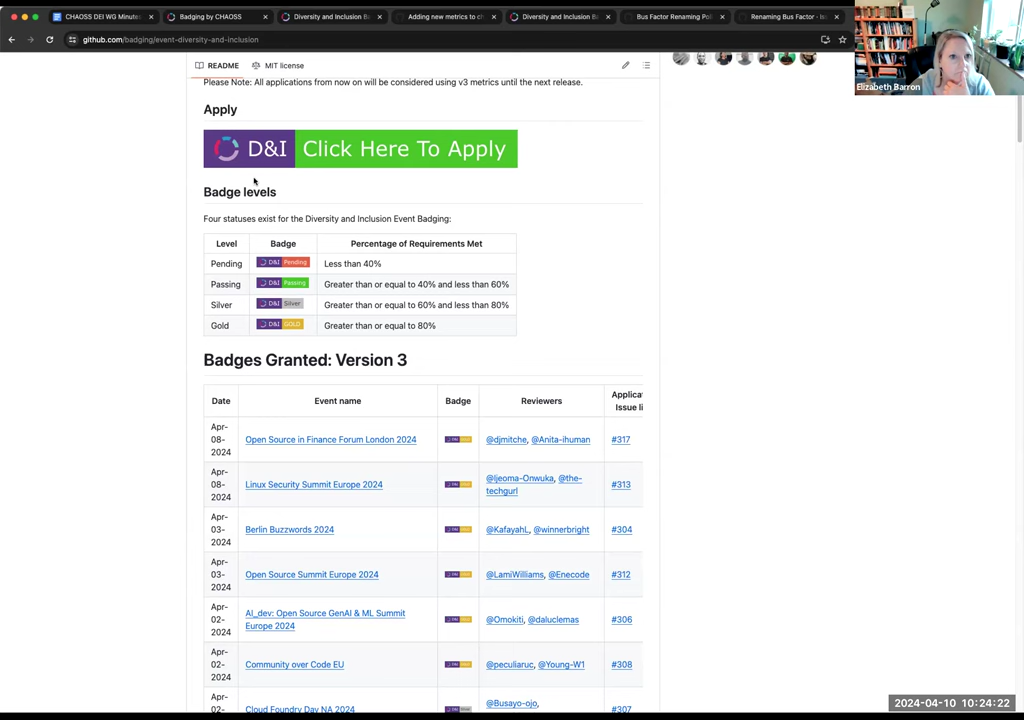 CHAOSS DEI WG Minute
Badging by CHAOSS
Diversity and Inclusion B
Adding new metrics to c
Diversity and Inclusion B
Bus Factor Renaming Pol
Renaming Bus Factor - Iss
github.com/badging/event-diversity-and-inclusion
Elizabeth Barron
README
MIT license
Please Note: All applications from now on will be considered using v3 metrics until the next release.
Apply
D&I Click Here To Apply
Badge levels
Four statuses exist for the Diversity and Inclusion Event Badging:
Level Badge Percentage of Requirements Met
Pending D&I Pending Less than 40%
Passing D&I Passing Greater than or equal to 40% and less than 60%
Silver D&I Silver Greater than or equal to 60% and less than 80%
Gold D&I GOLD Greater than or equal to 80%
Badges Granted: Version 3
Date Event name Badge Reviewers Applicat
Issue li
Apr-
08-
2024
Open Source in Finance Forum London 2024 @djmitche, @Anita-ihuman #317
Apr-
08-
2024
Linux Security Summit Europe 2024 @Ijeoma-Onwuka, @the-
techgurl
#313
Apr-
03-
2024
Berlin Buzzwords 2024 @KafayahL, @winnerbright #304
Apr-
03-
2024
Open Source Summit Europe 2024 @LamiWilliams, @Enecode #312
Apr-
02-
2024
AI_dev: Open Source GenAI & ML Summit
Europe 2024
@Omokiti, @daluclemas #306
Apr-
02-
2024
Community over Code EU @peculiaruc, @Young-W1 #308
Apr-
02-
Cloud Foundry Day NA 2024 @Busayo-ojo, #307
2024-04-10 10:24:22